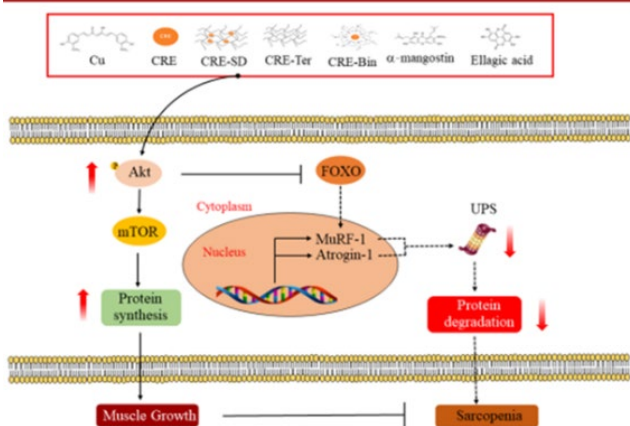 Cu
CRE
CRE-SD
CRE-Ter
CRE-Bin
α-mangostin
Ellagic acid
Akt
FOXO
Cytoplasm
mTOR
Nucleus
MuRF-1
Atrogin-1
UPS
Protein
synthesis
Protein
degradation
Muscle Growth
Sarcopenia